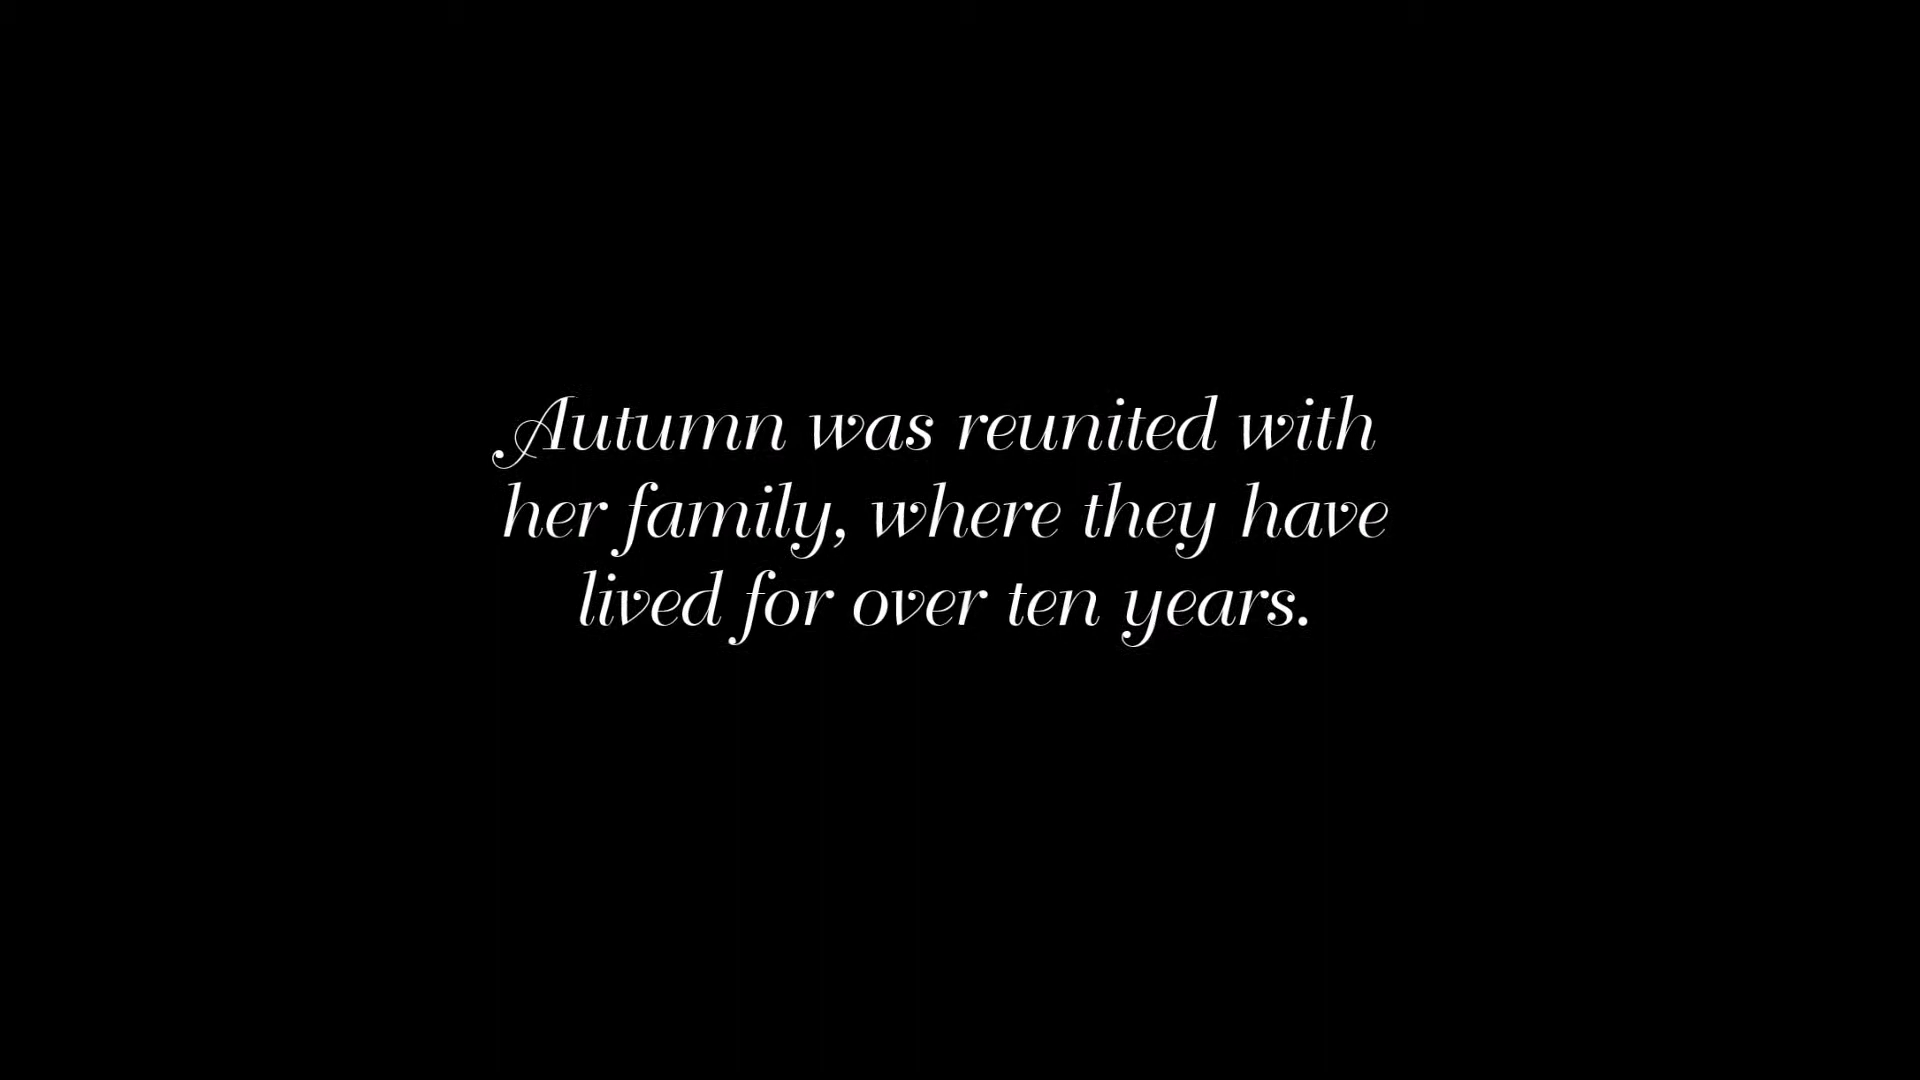 Autumn was reunited with
her family, where they have
lived for over ten years.